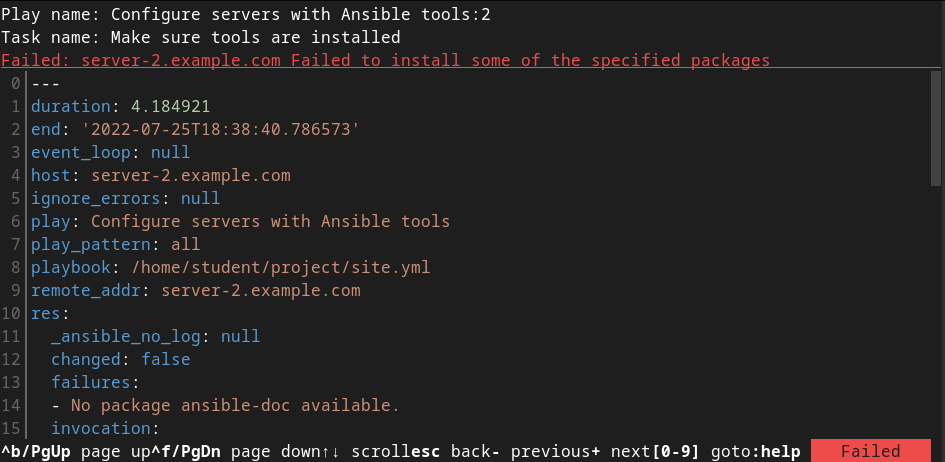 Play name: Configure servers with Ansible tools:2
Task name: Make sure tools are installed
Failed: server-2.example.com Failed to install some of the specified packages
0 ---
1 duration: 4.184921
2 end: '2022-07-25T18:38:40.786573'
3 event_loop: null
4 host: server-2.example.com
5 ignore_errors: null
6 play: Configure servers with Ansible tools
7 play_pattern: all
8 playbook: /home/student/project/site.yml
9 remote_addr: server-2.example.com
10 res:
11   _ansible_no_log: null
12   changed: false
13   failures:
14   - No package ansible-doc available.
15   invocation:
^b/PgUp page up^f/PgDn page down↑↓ scrollesc back- previous+ next[0-9] goto:help Failed